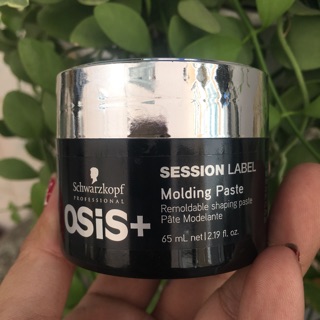 Schwarzkopf
PROFESSIONAL
OSiS+
SESSION LABEL
Molding Paste
Remoldable shaping paste
Pâte Modelante
65 mL net | 2.19 fl. oz.